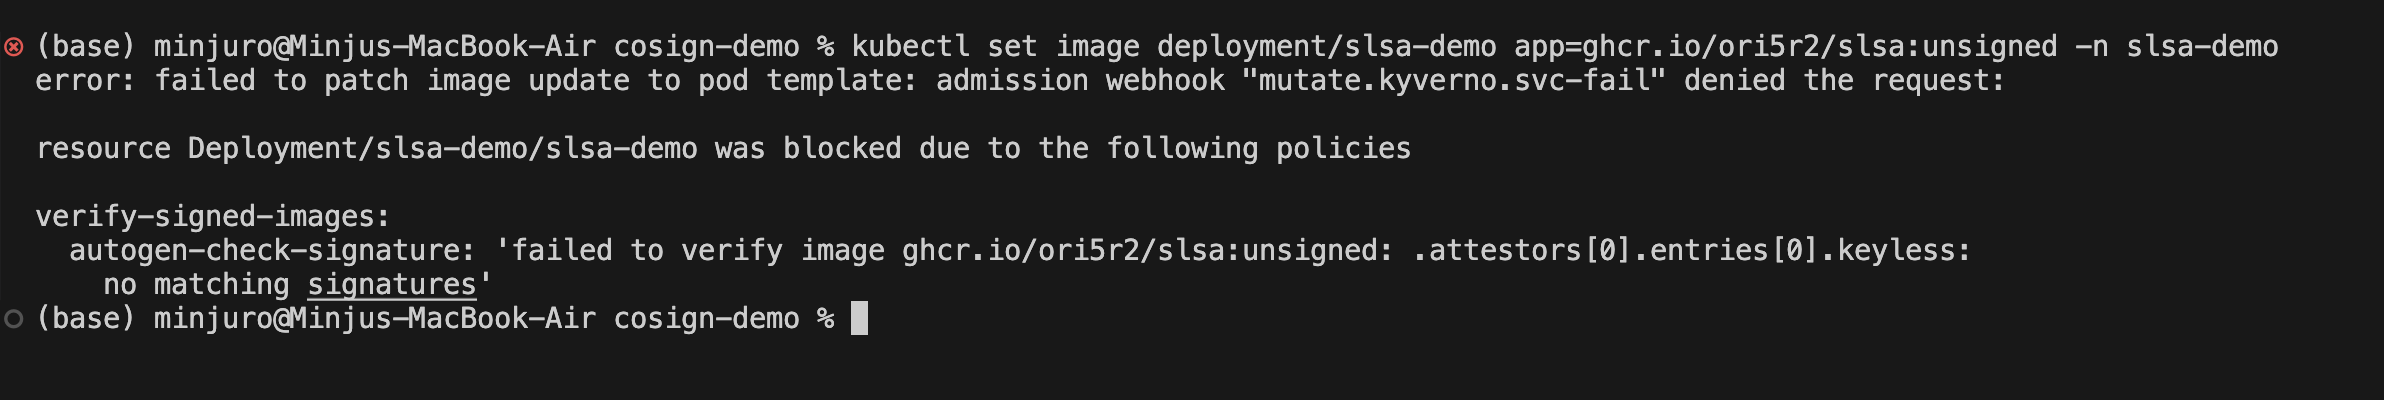 (base) minjuro@Minjus-MacBook-Air cosign-demo % kubectl set image deployment/slsa-demo app=ghcr.io/ori5r2/slsa:unsigned -n slsa-demo
error: failed to patch image update to pod template: admission webhook "mutate.kyverno.svc-fail" denied the request:
resource Deployment/slsa-demo/slsa-demo was blocked due to the following policies
verify-signed-images:
autogen-check-signature: 'failed to verify image ghcr.io/ori5r2/slsa:unsigned: .attestors[0].entries[0].keyless:
no matching signatures'
(base) minjuro@Minjus-MacBook-Air cosign-demo %